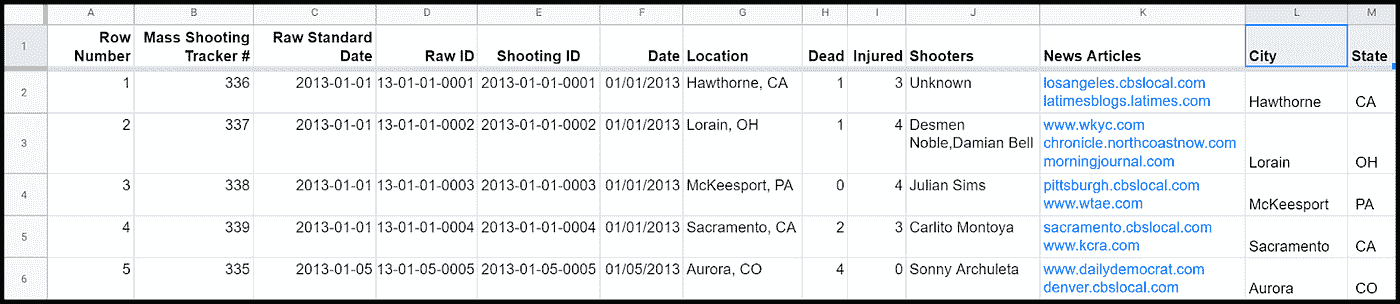 A B C D E F G H I J K L M
1 Row Number Mass Shooting Tracker # Raw Standard Date Raw ID Shooting ID Date Location Dead Injured Shooters News Articles City State
2 1 336 2013-01-01 13-01-01-0001 2013-01-01-0001 01/01/2013 Hawthorne, CA 1 3 Unknown losangeles.cbslocal.com Hawthorne CA
latimesblogs.latimes.com
3 2 337 2013-01-01 13-01-01-0002 2013-01-01-0002 01/01/2013 Lorain, OH 1 4 Desmen www.wkyc.com Lorain OH
Noble,Damian Bell chronicle.northcoastnow.com
morningjournal.com
4 3 338 2013-01-01 13-01-01-0003 2013-01-01-0003 01/01/2013 McKeesport, PA 0 4 Julian Sims pittsburgh.cbslocal.com McKeesport PA
www.wtae.com
5 4 339 2013-01-01 13-01-01-0004 2013-01-01-0004 01/01/2013 Sacramento, CA 2 3 Carlito Montoya sacramento.cbslocal.com Sacramento CA
www.kcra.com
6 5 335 2013-01-05 13-01-05-0005 2013-01-05-0005 01/05/2013 Aurora, CO 4 0 Sonny Archuleta www.dailydemocrat.com Aurora CO
denver.cbslocal.com